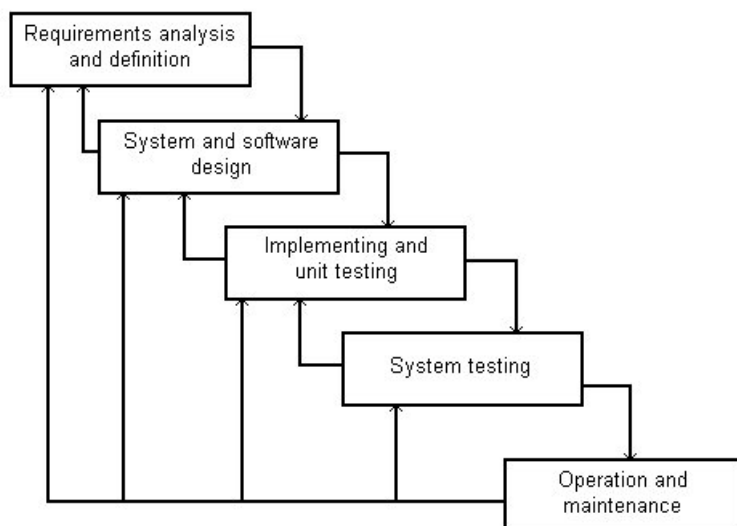 Requirements analysis
and definition
System and software
design
Implementing and
unit testing
System testing
Operation and
maintenance